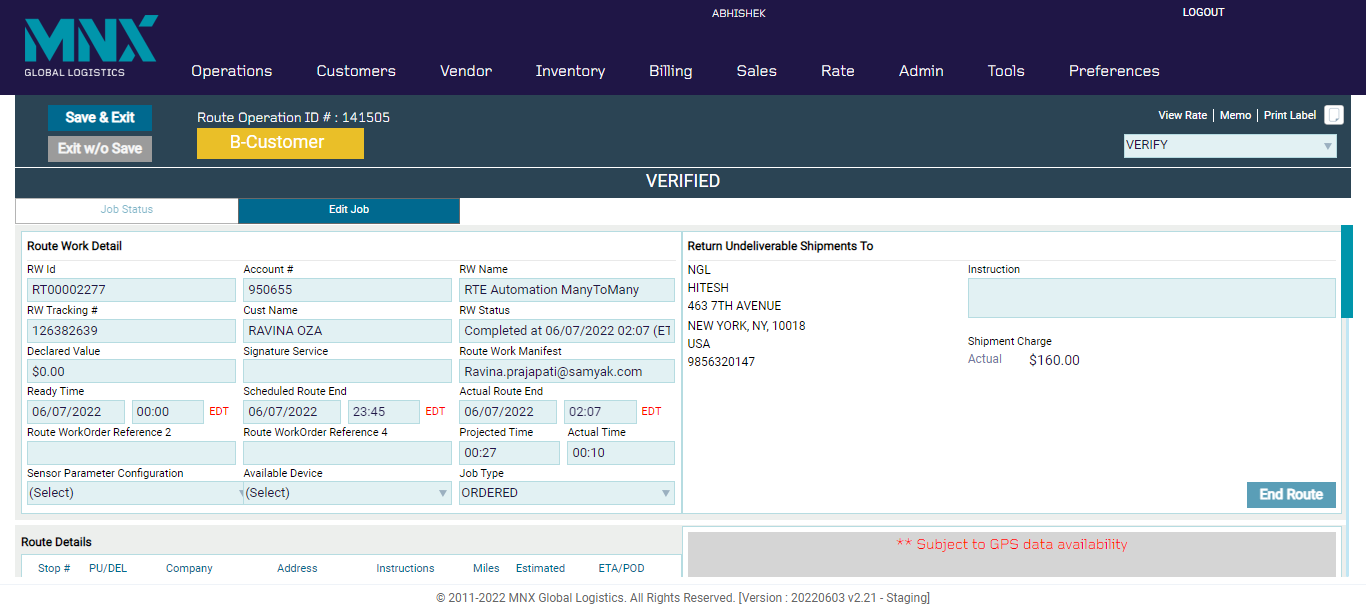 ABHISHEK
LOGOUT
MNX
GLOBAL LOGISTICS
Operations Customers Vendor Inventory Billing Sales Rate Admin Tools Preferences
Save & Exit
Exit w/o Save
Route Operation ID # : 141505
B-Customer
View Rate | Memo | Print Label
VERIFY
VERIFIED
Job Status
Edit Job
Route Work Detail
RW Id Account # RW Name
RT00002277 950655 RTE Automation ManyToMany
RW Tracking # Cust Name RW Status
126382639 RAVINA OZA Completed at 06/07/2022 02:07 (ET
Declared Value Signature Service Route Work Manifest
$0.00 Ravina.prajapati@samyak.com
Ready Time Scheduled Route End Actual Route End
06/07/2022 00:00 EDT 06/07/2022 23:45 EDT 06/07/2022 02:07 EDT
Route WorkOrder Reference 2 Route WorkOrder Reference 4 Projected Time Actual Time
00:27 00:10
Sensor Parameter Configuration Available Device Job Type
(Select) (Select) ORDERED
Return Undeliverable Shipments To
NGL
HITESH
463 7TH AVENUE
NEW YORK, NY, 10018
USA
9856320147
Instruction
Shipment Charge
Actual $160.00
End Route
Route Details
Stop # PU/DEL Company Address Instructions Miles Estimated ETA/POD
** Subject to GPS data availability
© 2011-2022 MNX Global Logistics. All Rights Reserved. [Version : 20220603 v2.21 - Staging]